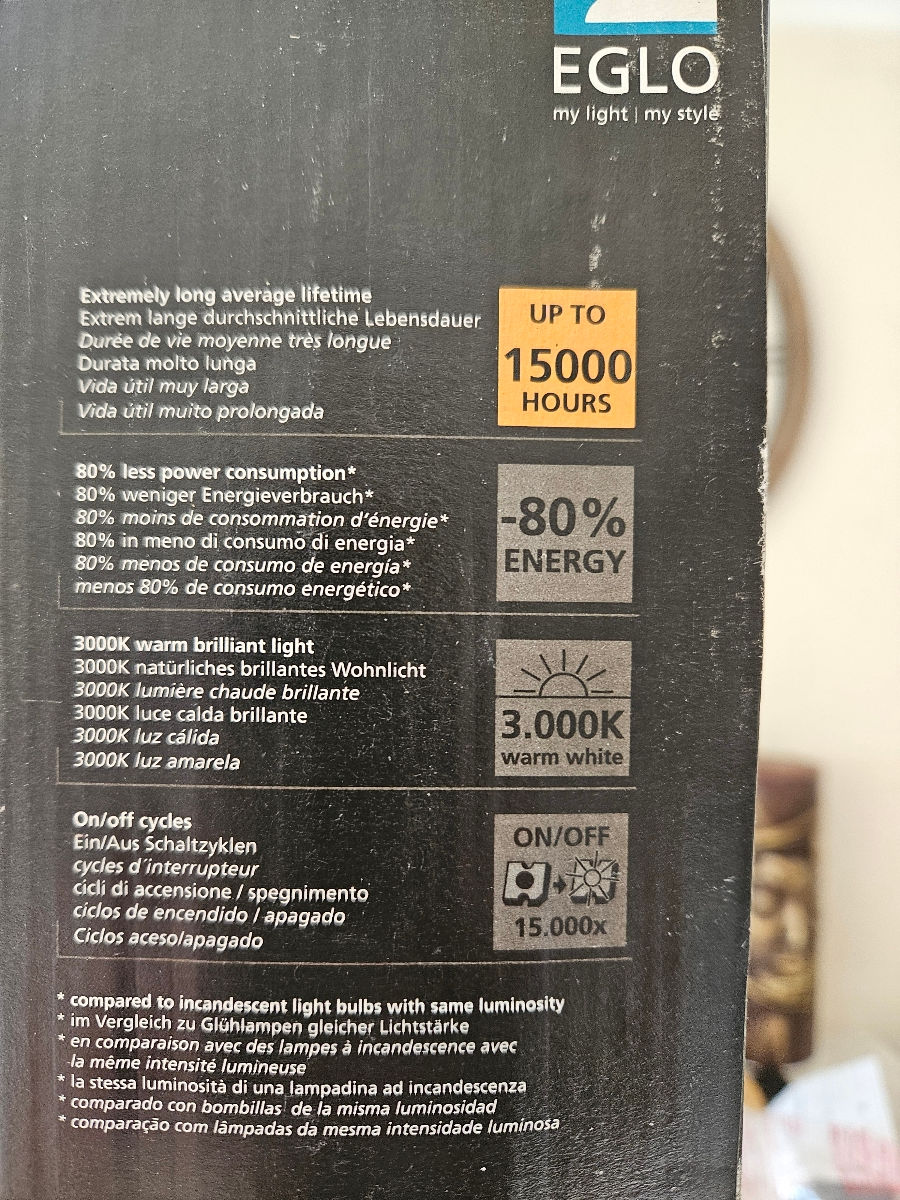 EGLO
my light | my style
Extremely long average lifetime
Extrem lange durchschnittliche Lebensdauer
Durée de vie moyenne très longue
Durata molto lunga
Vida útil muy larga
Vida útil muito prolongada
UP TO
15000
HOURS
80% less power consumption*
80% weniger Energieverbrauch*
80% moins de consommation d'énergie*
80% in meno di consumo di energia*
80% menos de consumo de energía*
menos 80% de consumo energético*
-80%
ENERGY
3000K warm brilliant light
3000K natürliches brillantes Wohnlicht
3000K lumière chaude brillante
3000K luce calda brillante
3000K luz cálida
3000K luz amarela
3.000K
warm white
On/off cycles
Ein/Aus Schaltzyklen
cycles d´interrupteur
cicli di accensione / spegnimento
ciclos de encendido / apagado
Ciclos aceso/apagado
ON/OFF
15.000x
* compared to incandescent light bulbs with same luminosity
* im Vergleich zu Glühlampen gleicher Lichtstärke
* en comparaison avec des lampes à incandescence avec
la même intensité lumineuse
* la stessa luminosità di una lampadina ad incandescenza
* comparado con bombillas de la misma luminosidad
* comparação com lâmpadas da mesma intensidade luminosa